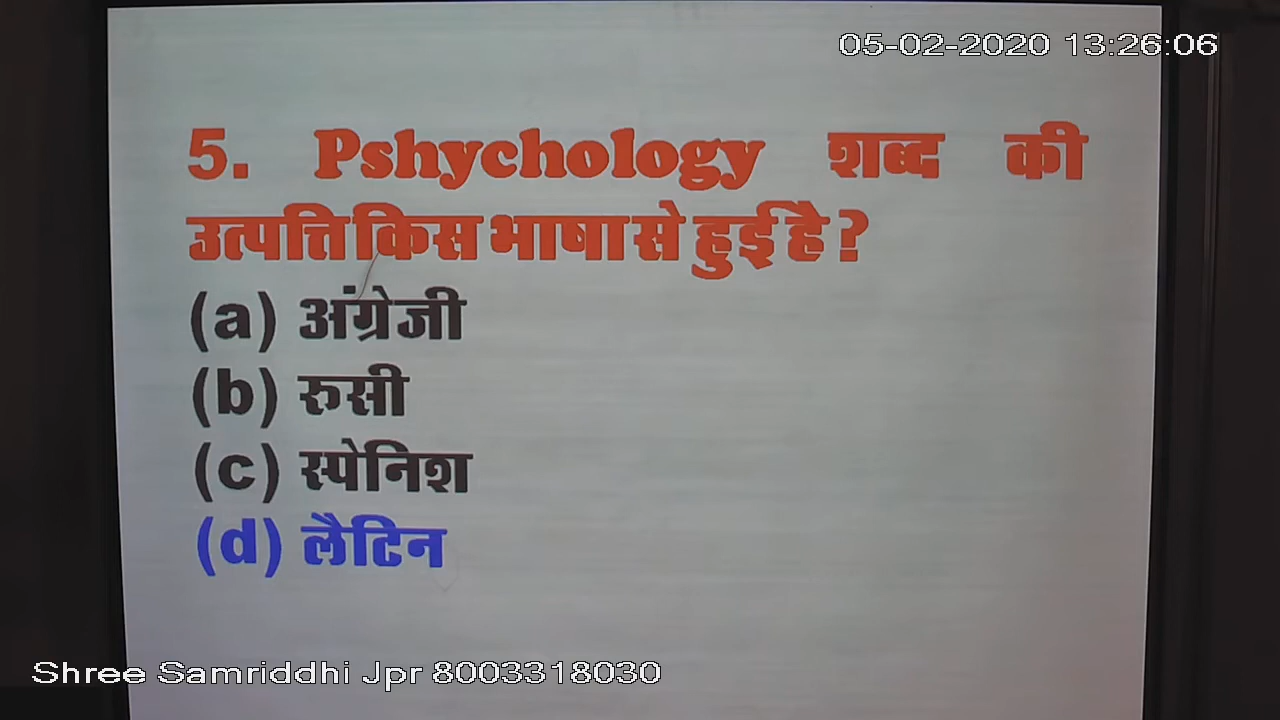 05-02-2020 13:26:06
5. Pshychology शब्द की
उत्पत्ति किस भाषा से हुई है ?
(a) अंग्रेजी
(b) रूसी
(c) स्पेनिश
(d) लैटिन
Shree Samriddhi Jpr 8003318030